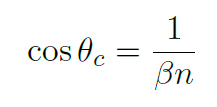 cos θ_c = 1/(βn)